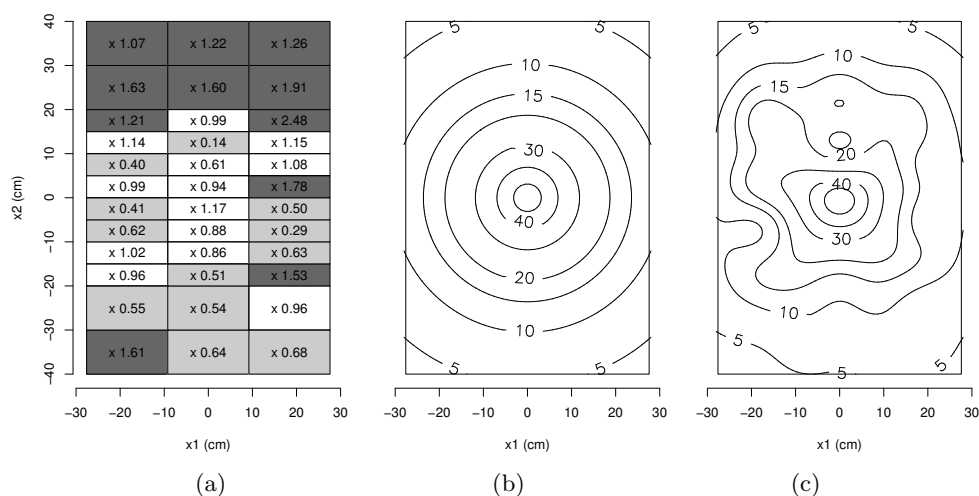 40
30
20
10
0
−10
−20
−30
−40
x2 (cm)
x 1.07 x 1.22 x 1.26
x 1.63 x 1.60 x 1.91
x 1.21 x 0.99 x 2.48
x 1.14 x 0.14 x 1.15
x 0.40 x 0.61 x 1.08
x 0.99 x 0.94 x 1.78
x 0.41 x 1.17 x 0.50
x 0.62 x 0.88 x 0.29
x 1.02 x 0.86 x 0.63
x 0.96 x 0.51 x 1.53
x 0.55 x 0.54 x 0.96
x 1.61 x 0.64 x 0.68
−30 −20 −10 0 10 20 30
x1 (cm)
(a)
5 5
10
15
30
40
20
10
5 5
−30 −20 −10 0 10 20 30
x1 (cm)
(b)
5 5
10
15
20
40
30
10
5
5
−30 −20 −10 0 10 20 30
x1 (cm)
(c)